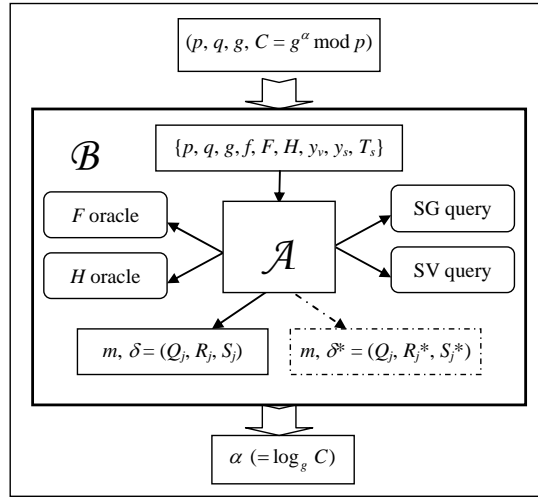 (p, q, g, C = g^α mod p)
ℬ
{p, q, g, f, F, H, y_v, y_s, T_s}
F oracle
SG query
𝒜
H oracle
SV query
m, δ = (Q_j, R_j, S_j)
m, δ* = (Q_j, R_j*, S_j*)
α (= log_g C)